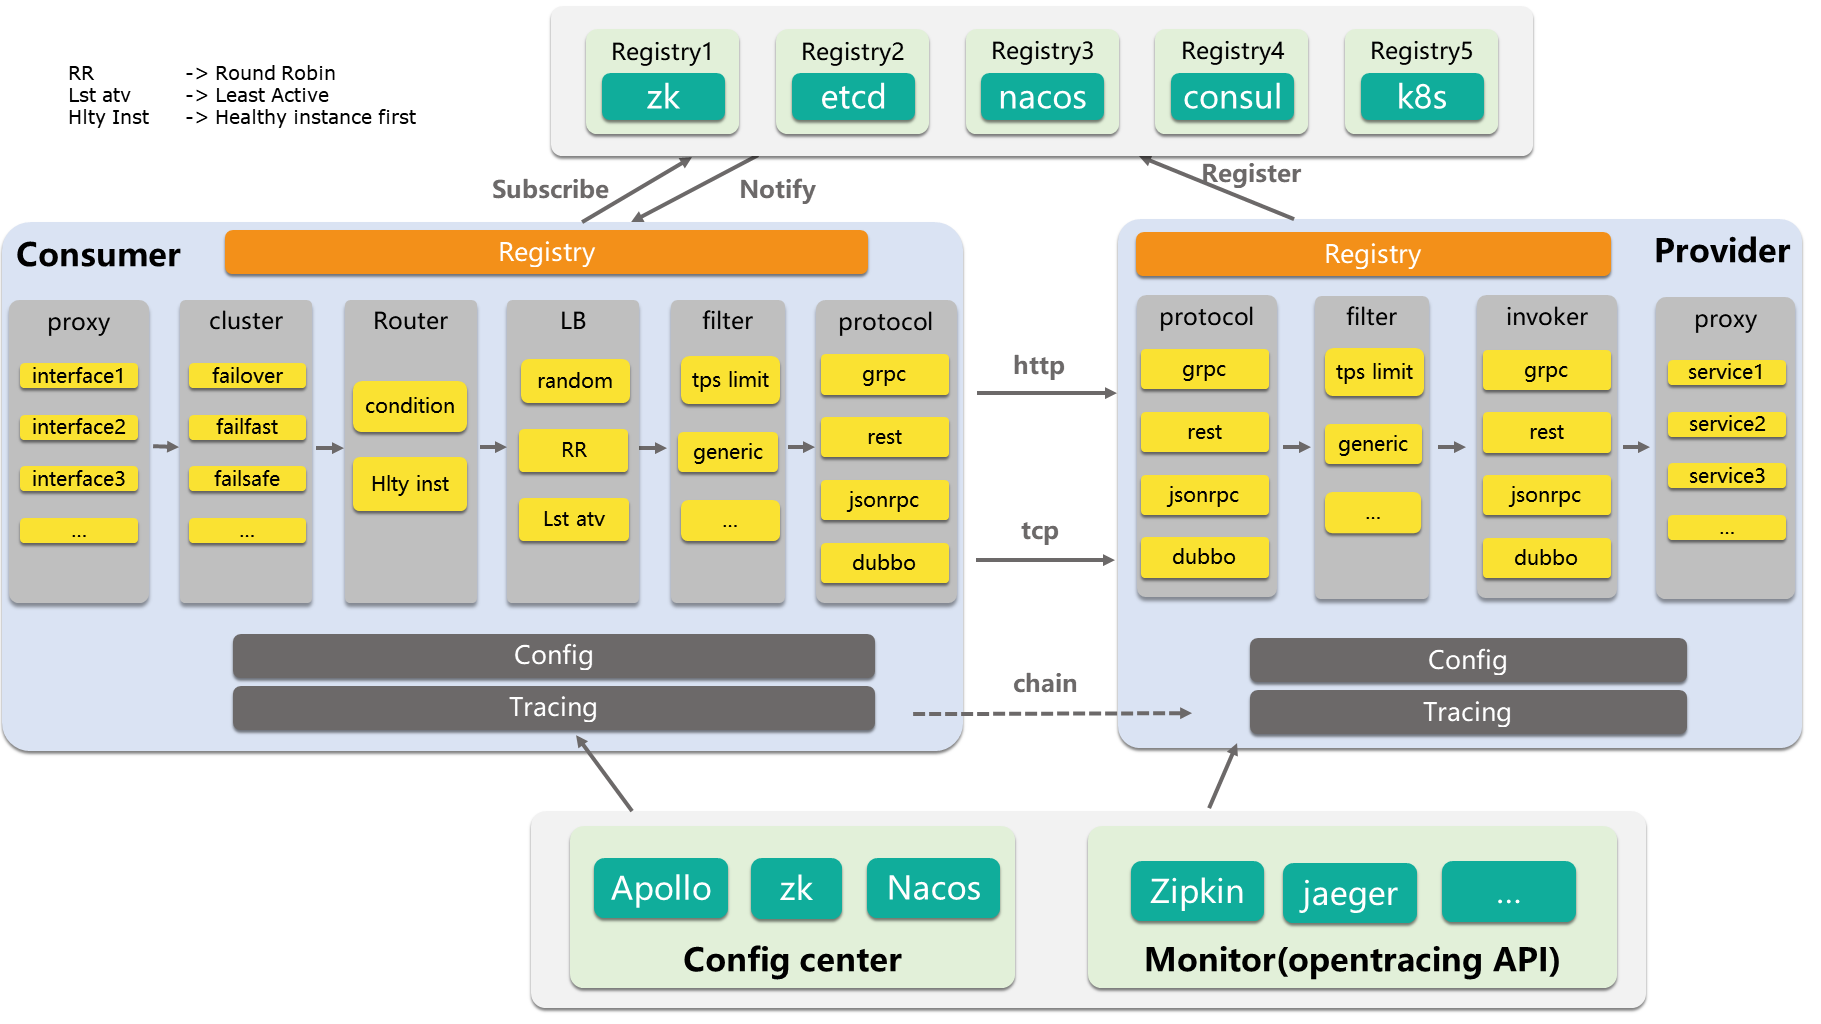 RR -> Round Robin
Lst atv -> Least Active
Hlty Inst -> Healthy instance first
Registry1
zk
Registry2
etcd
Registry3
nacos
Registry4
consul
Registry5
k8s
Subscribe
Notify
Register
Consumer
Registry
proxy
interface1
interface2
interface3
...
cluster
failover
failfast
failsafe
...
Router
condition
Hlty inst
LB
random
RR
Lst atv
filter
tps limit
generic
...
protocol
grpc
rest
jsonrpc
dubbo
Config
Tracing
http
tcp
chain
Registry
Provider
protocol
grpc
rest
jsonrpc
dubbo
filter
tps limit
generic
...
invoker
grpc
rest
jsonrpc
dubbo
proxy
service1
service2
service3
...
Config
Tracing
Apollo
zk
Nacos
Config center
Zipkin
jaeger
...
Monitor(opentracing API)